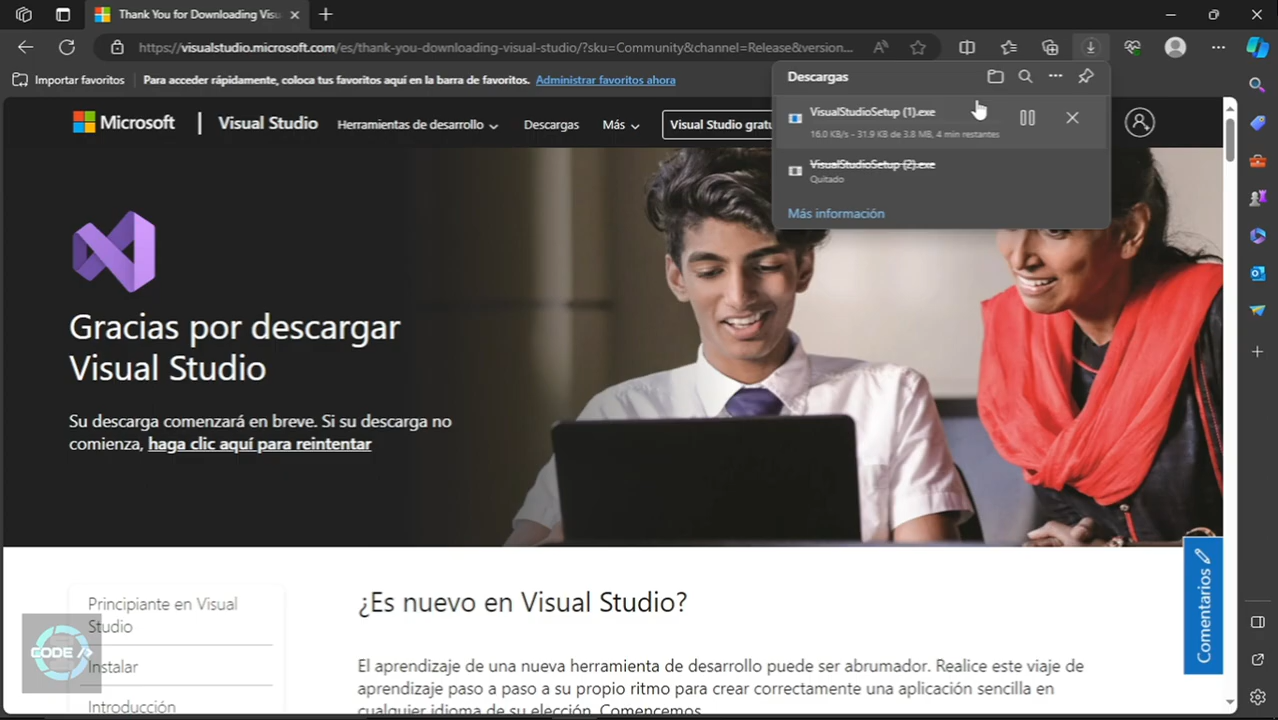 Thank You for Downloading Visu
https://visualstudio.microsoft.com/es/thank-you-downloading-visual-studio/?sku=Community&channel=Release&version...
Importar favoritos
Para acceder rápidamente, coloca tus favoritos aquí en la barra de favoritos. Administrar favoritos ahora
Descargas
VisualStudioSetup (1).exe
16.0 KB/s - 31.9 KB de 3.8 MB, 4 min restantes
VisualStudioSetup (2).exe
Quitado
Más información
Microsoft
Visual Studio
Herramientas de desarrollo
Descargas
Más
Visual Studio gratu
Gracias por descargar
Visual Studio
Su descarga comenzará en breve. Si su descarga no
comienza, haga clic aquí para reintentar
Comentarios
Principiante en Visual
Studio
Instalar
Introducción
¿Es nuevo en Visual Studio?
El aprendizaje de una nueva herramienta de desarrollo puede ser abrumador. Realice este viaje de
aprendizaje paso a paso a su propio ritmo para crear correctamente una aplicación sencilla en
cualquier idioma de su elección. Comencemos.
CODE />